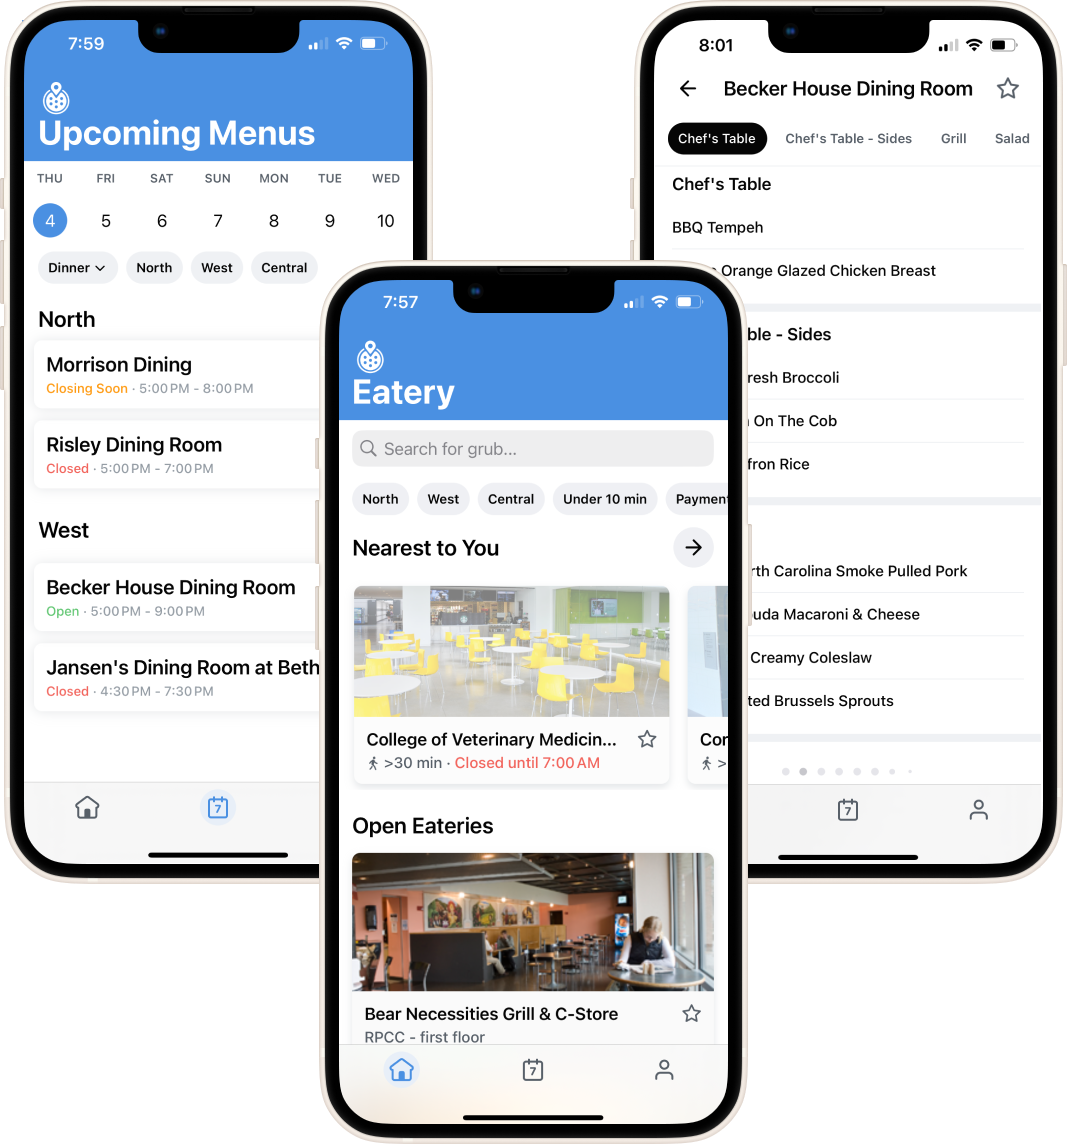 7:59
Upcoming Menus
THU FRI SAT SUN MON TUE WED
4 5 6 7 8 9 10
Dinner North West Central
North
Morrison Dining
Closing Soon · 5:00 PM - 8:00 PM
Risley Dining Room
Closed · 5:00 PM - 7:00 PM
West
Becker House Dining Room
Open · 5:00 PM - 9:00 PM
Jansen's Dining Room at Beth
Closed · 4:30 PM - 7:30 PM
7
7:57
Eatery
Search for grub...
North West Central Under 10 min Paymen
Nearest to You
College of Veterinary Medicin...
>30 min · Closed until 7:00 AM
Cor
>
Open Eateries
Bear Necessities Grill & C-Store
RPCC - first floor
7
8:01
Becker House Dining Room
Chef's Table Chef's Table - Sides Grill Salad
Chef's Table
BBQ Tempeh
Orange Glazed Chicken Breast
ble - Sides
resh Broccoli
On The Cob
fron Rice
rth Carolina Smoke Pulled Pork
uda Macaroni & Cheese
Creamy Coleslaw
ted Brussels Sprouts
7